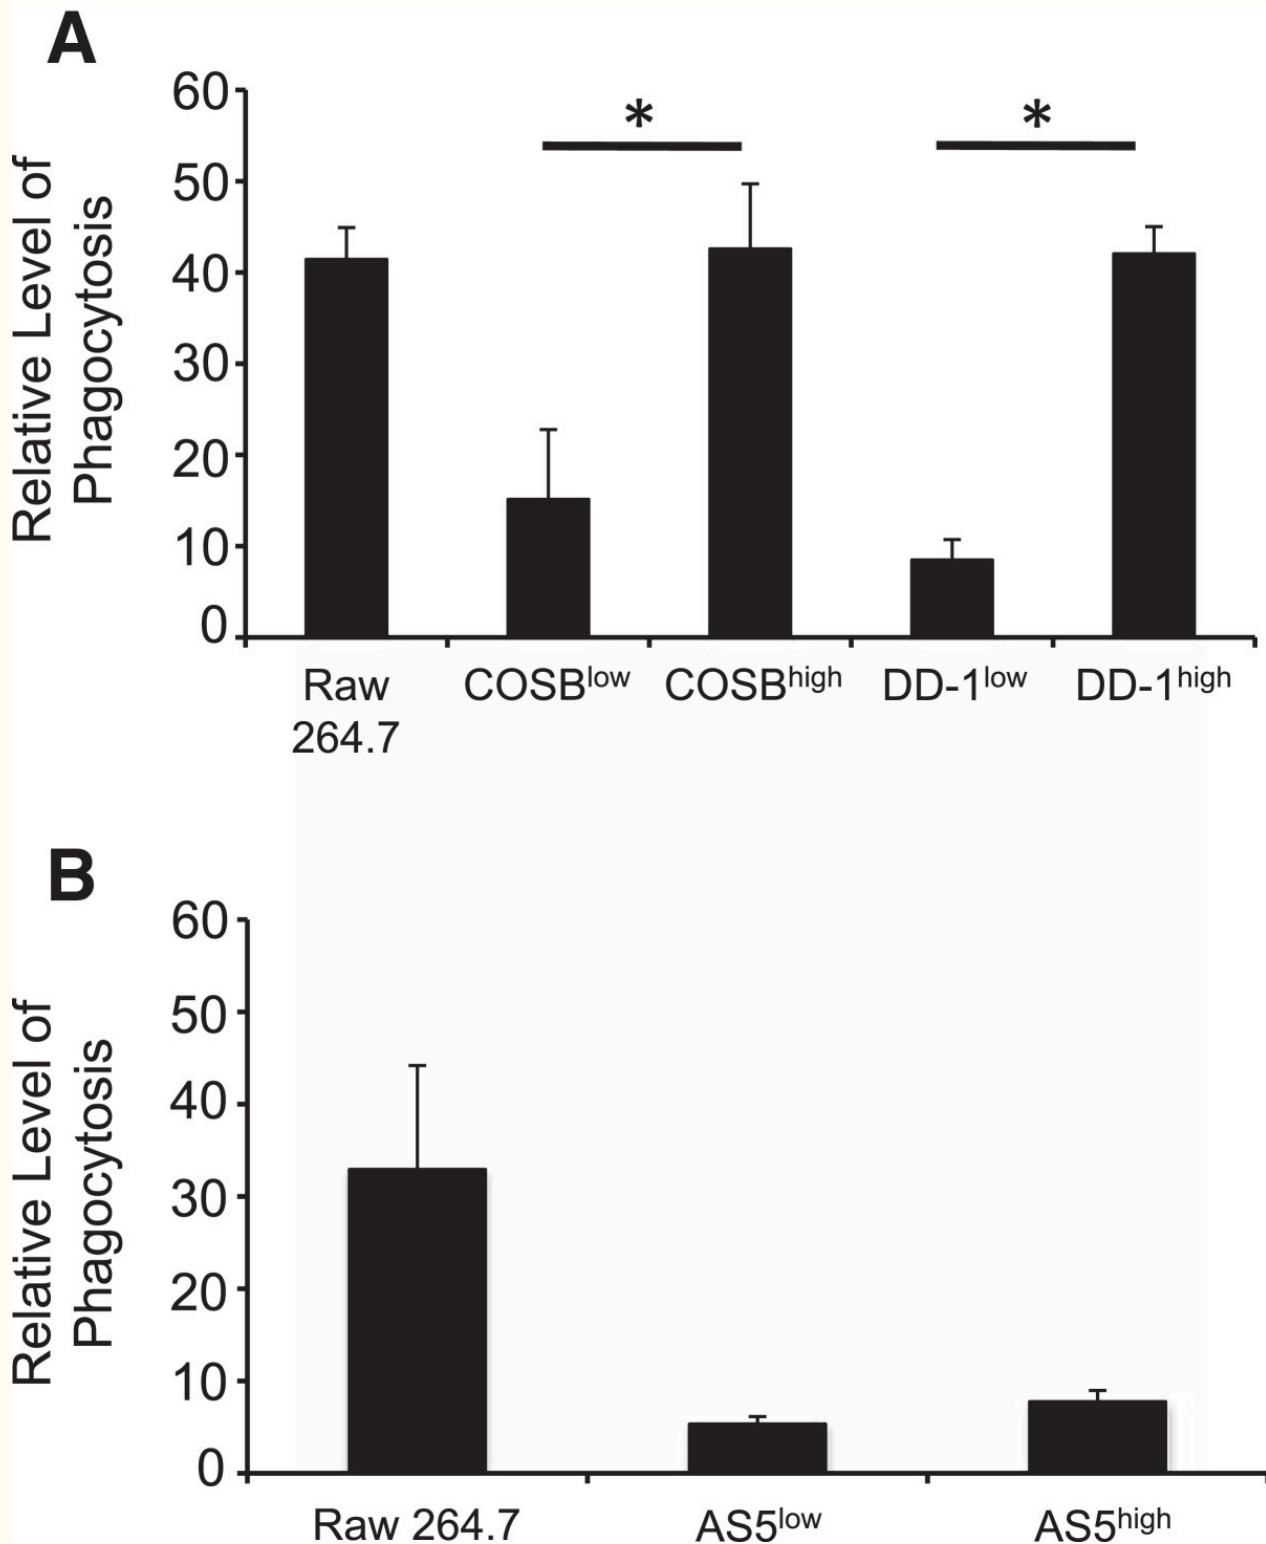 A
60
50
40
30
20
10
0
Relative Level of
Phagocytosis
*
*
Raw
264.7
COSBlow
COSBhigh
DD-1low
DD-1high
B
60
50
40
30
20
10
0
Relative Level of
Phagocytosis
Raw 264.7
AS5low
AS5high